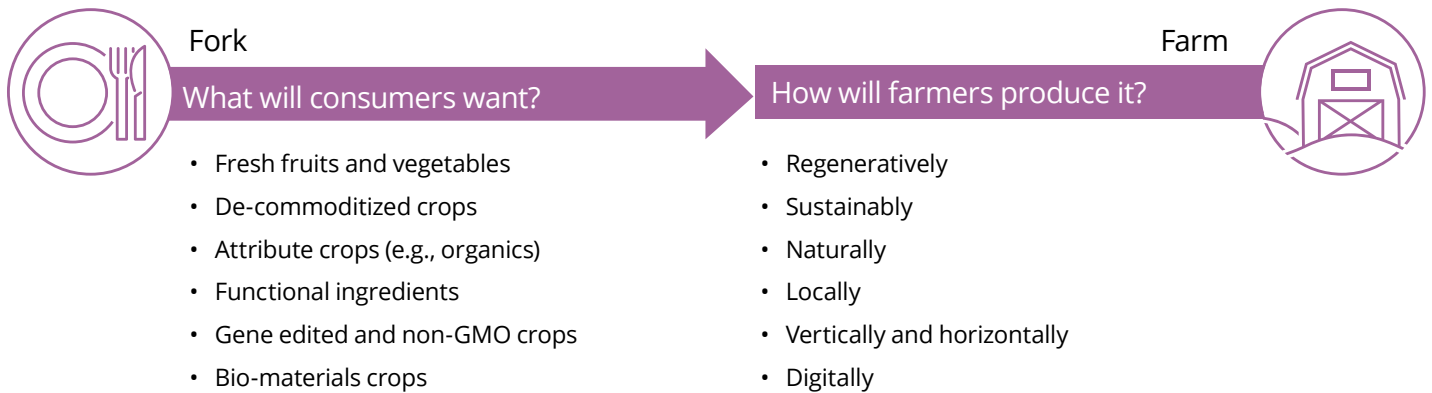 Fork
What will consumers want?
• Fresh fruits and vegetables
• De-commoditized crops
• Attribute crops (e.g., organics)
• Functional ingredients
• Gene edited and non-GMO crops
• Bio-materials crops
Farm
How will farmers produce it?
• Regeneratively
• Sustainably
• Naturally
• Locally
• Vertically and horizontally
• Digitally